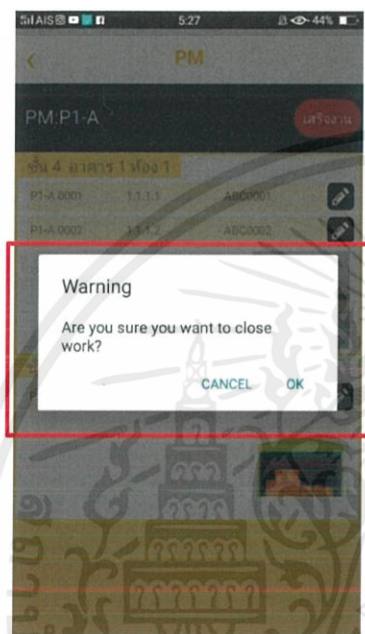 AIS 5:27 44%
PM
PM:P1-A เสร็จงาน
ชั้น 4 อาคาร 1 ห้อง 1
P1-A 0001 1.1.1.1 ABC0001
P1-A 0002 1.1.1.2 ABC0002
Warning
Are you sure you want to close
work?
CANCEL OK